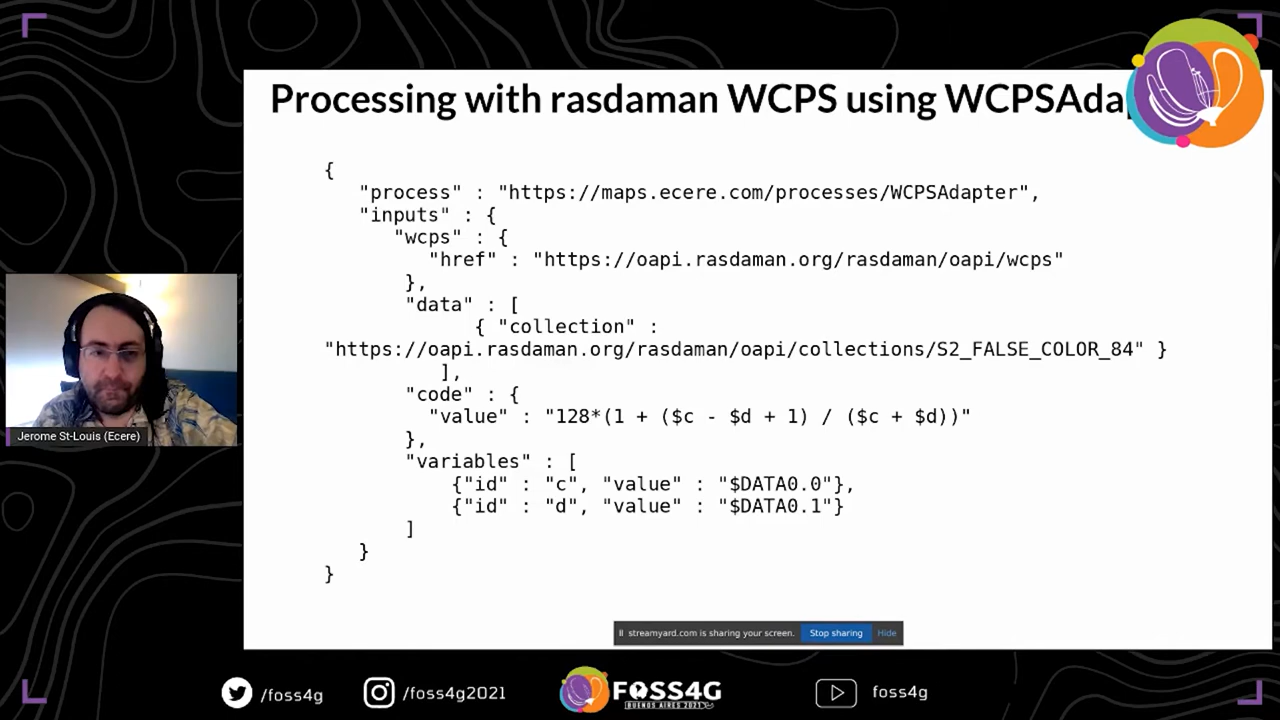 Processing with rasdaman WCPS using WCPSAda
{
"process" : "https://maps.ecere.com/processes/WCPSAdapter",
"inputs" : {
"wcps" : {
"href" : "https://oapi.rasdaman.org/rasdaman/oapi/wcps"
},
"data" : [
{ "collection" :
"https://oapi.rasdaman.org/rasdaman/oapi/collections/S2_FALSE_COLOR_84" }
],
"code" : {
"value" : "128*(1 + ($c - $d + 1) / ($c + $d))"
},
"variables" : [
{"id" : "c", "value" : "$DATA0.0"},
{"id" : "d", "value" : "$DATA0.1"}
]
}
}
Jerome St-Louis (Ecere)
streamyard.com is sharing your screen. Stop sharing Hide
/foss4g /foss4g2021 FOSS4G foss4g
BUENOS AIRES 2021